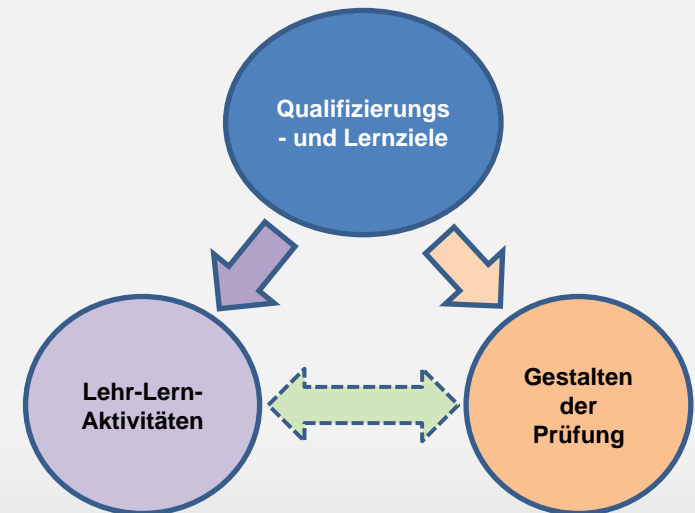 Qualifizierungs
- und Lernziele
Lehr-Lern-
Aktivitäten
Gestalten
der
Prüfung